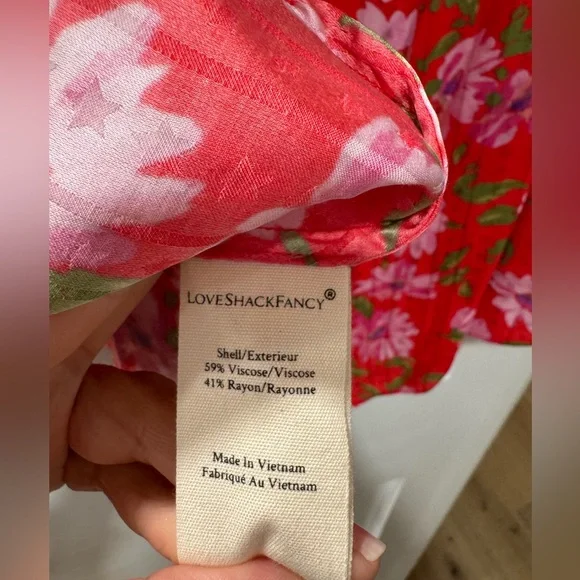 LOVESHACKFANCY®
Shell/Exterieur
59% Viscose/Viscose
41% Rayon/Rayonne
Made In Vietnam
Fabriqué Au Vietnam